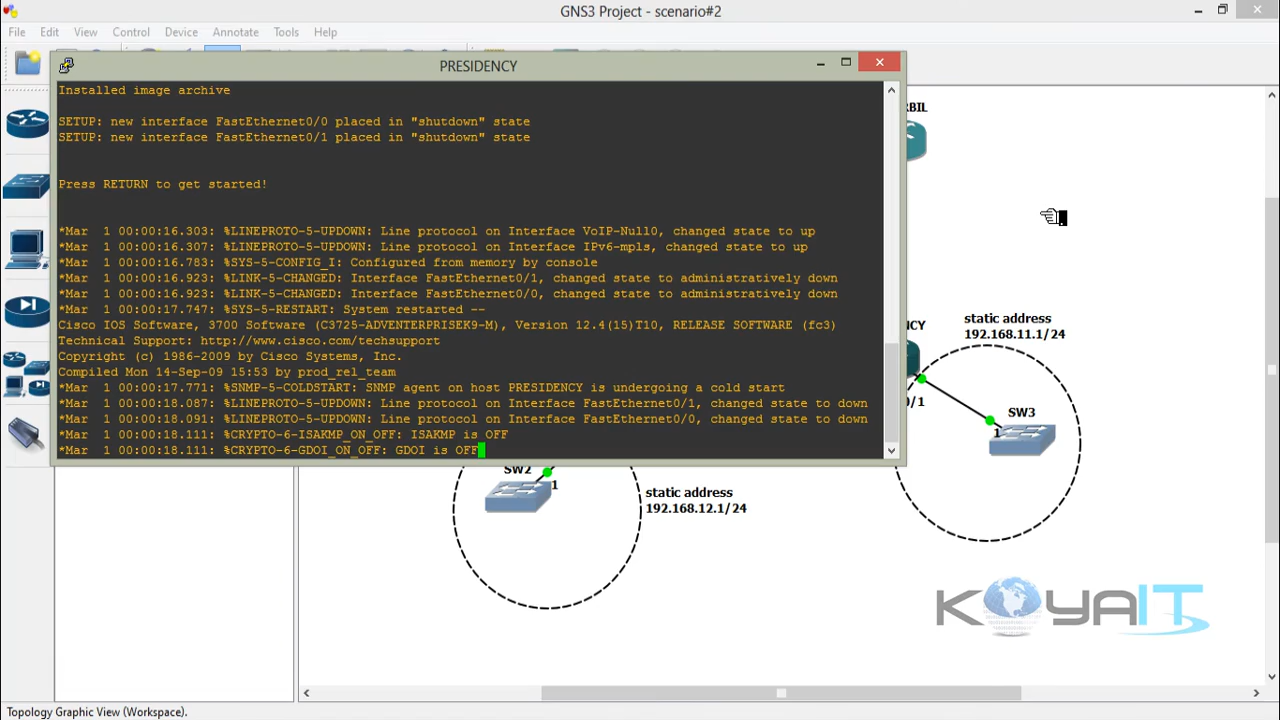 GNS3 Project - scenario#2
File Edit View Control Device Annotate Tools Help
PRESIDENCY
Installed image archive
SETUP: new interface FastEthernet0/0 placed in "shutdown" state
SETUP: new interface FastEthernet0/1 placed in "shutdown" state
Press RETURN to get started!
*Mar 1 00:00:16.303: %LINEPROTO-5-UPDOWN: Line protocol on Interface VoIP-Null0, changed state to up
*Mar 1 00:00:16.307: %LINEPROTO-5-UPDOWN: Line protocol on Interface IPv6-mpls, changed state to up
*Mar 1 00:00:16.783: %SYS-5-CONFIG_I: Configured from memory by console
*Mar 1 00:00:16.923: %LINK-5-CHANGED: Interface FastEthernet0/1, changed state to administratively down
*Mar 1 00:00:16.923: %LINK-5-CHANGED: Interface FastEthernet0/0, changed state to administratively down
*Mar 1 00:00:17.747: %SYS-5-RESTART: System restarted --
Cisco IOS Software, 3700 Software (C3725-ADVENTERPRISEK9-M), Version 12.4(15)T10, RELEASE SOFTWARE (fc3)
Technical Support: http://www.cisco.com/techsupport
Copyright (c) 1986-2009 by Cisco Systems, Inc.
Compiled Mon 14-Sep-09 15:53 by prod_rel_team
*Mar 1 00:00:17.771: %SNMP-5-COLDSTART: SNMP agent on host PRESIDENCY is undergoing a cold start
*Mar 1 00:00:18.087: %LINEPROTO-5-UPDOWN: Line protocol on Interface FastEthernet0/1, changed state to down
*Mar 1 00:00:18.091: %LINEPROTO-5-UPDOWN: Line protocol on Interface FastEthernet0/0, changed state to down
*Mar 1 00:00:18.111: %CRYPTO-6-ISAKMP_ON_OFF: ISAKMP is OFF
*Mar 1 00:00:18.111: %CRYPTO-6-GDOI_ON_OFF: GDOI is OFF
RBIL
static address
192.168.11.1/24
NCY
0/1
SW3
1
SW2
1
static address
192.168.12.1/24
KOYAIT
Topology Graphic View (Workspace).